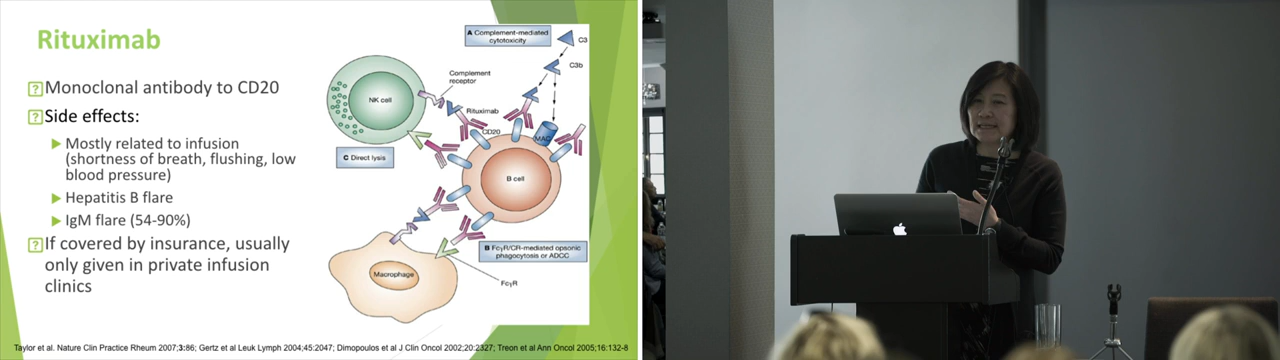 Rituximab
Monoclonal antibody to CD20
Side effects:
Mostly related to infusion
(shortness of breath, flushing, low
blood pressure)
Hepatitis B flare
IgM flare (54-90%)
If covered by insurance, usually
only given in private infusion
clinics
A Complement-mediated
cytotoxicity
C3
C3b
Complement
receptor
NK cell
Rituximab
CD20
MAC
C Direct lysis
B cell
B FcγR/CR-mediated opsonic
phagocytosis or ADCC
Macrophage
FcγR
Taylor et al. Nature Clin Practice Rheum 2007;3:86; Gertz et al Leuk Lymph 2004;45:2047; Dimopoulos et al J Clin Oncol 2002;20:2327; Treon et al Ann Oncol 2005;16:132-8